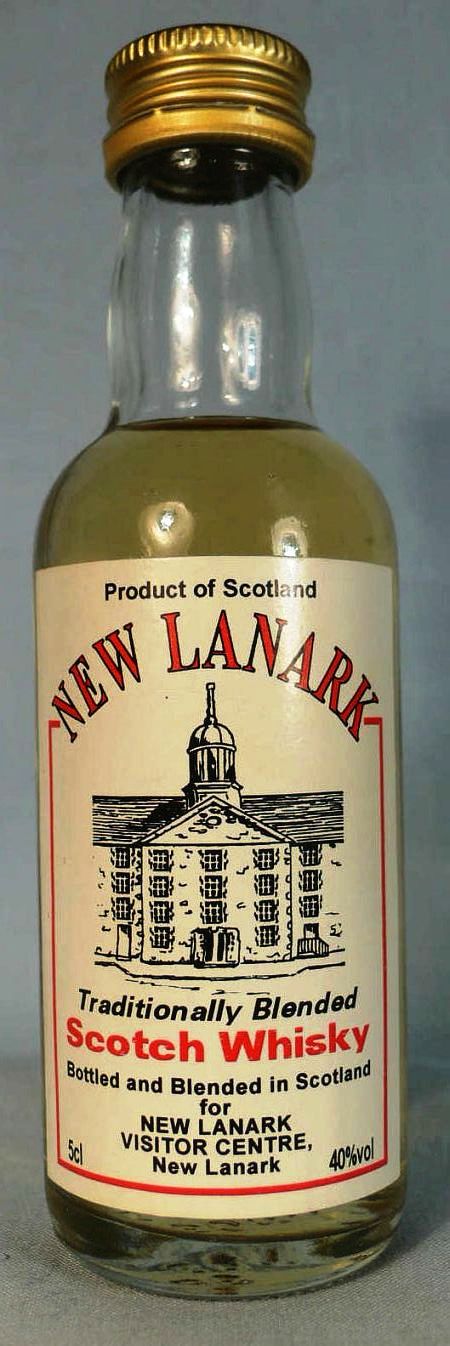 Product of Scotland
NEW LANARK
Traditionally Blended
Scotch Whisky
Bottled and Blended in Scotland
for
NEW LANARK
VISITOR CENTRE,
New Lanark
5cl
40%vol